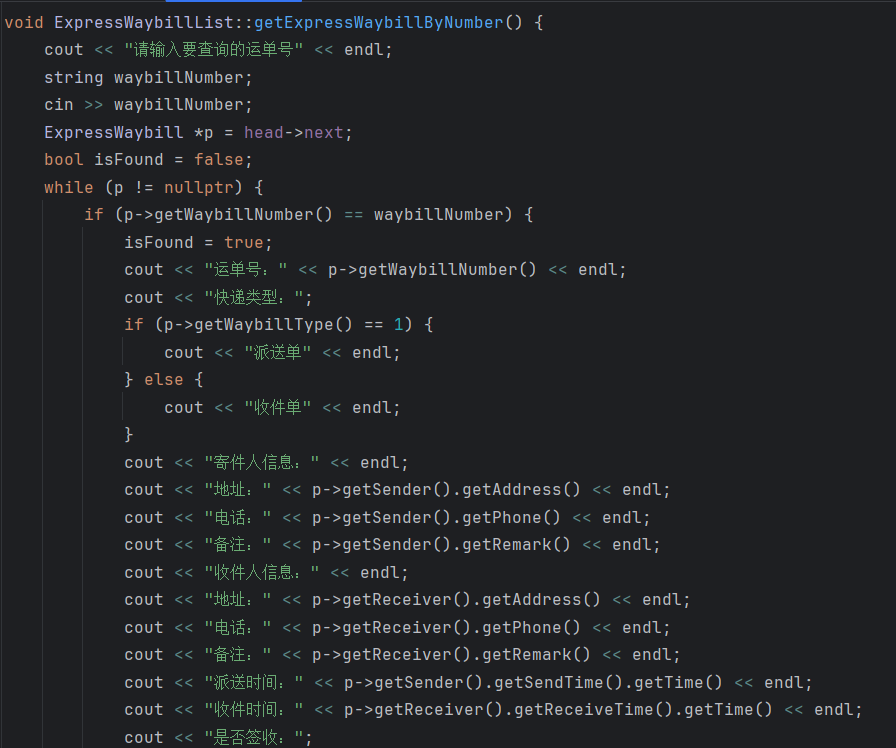 void ExpressWaybillList::getExpressWaybillByNumber() {
    cout << "请输入要查询的运单号" << endl;
    string waybillNumber;
    cin >> waybillNumber;
    ExpressWaybill *p = head->next;
    bool isFound = false;
    while (p != nullptr) {
        if (p->getWaybillNumber() == waybillNumber) {
            isFound = true;
            cout << "运单号：" << p->getWaybillNumber() << endl;
            cout << "快递类型：";
            if (p->getWaybillType() == 1) {
                cout << "派送单" << endl;
            } else {
                cout << "收件单" << endl;
            }
            cout << "寄件人信息：" << endl;
            cout << "地址：" << p->getSender().getAddress() << endl;
            cout << "电话：" << p->getSender().getPhone() << endl;
            cout << "备注：" << p->getSender().getRemark() << endl;
            cout << "收件人信息：" << endl;
            cout << "地址：" << p->getReceiver().getAddress() << endl;
            cout << "电话：" << p->getReceiver().getPhone() << endl;
            cout << "备注：" << p->getReceiver().getRemark() << endl;
            cout << "派送时间：" << p->getSender().getSendTime().getTime() << endl;
            cout << "收件时间：" << p->getReceiver().getReceiveTime().getTime() << endl;
            cout << "是否签收：";